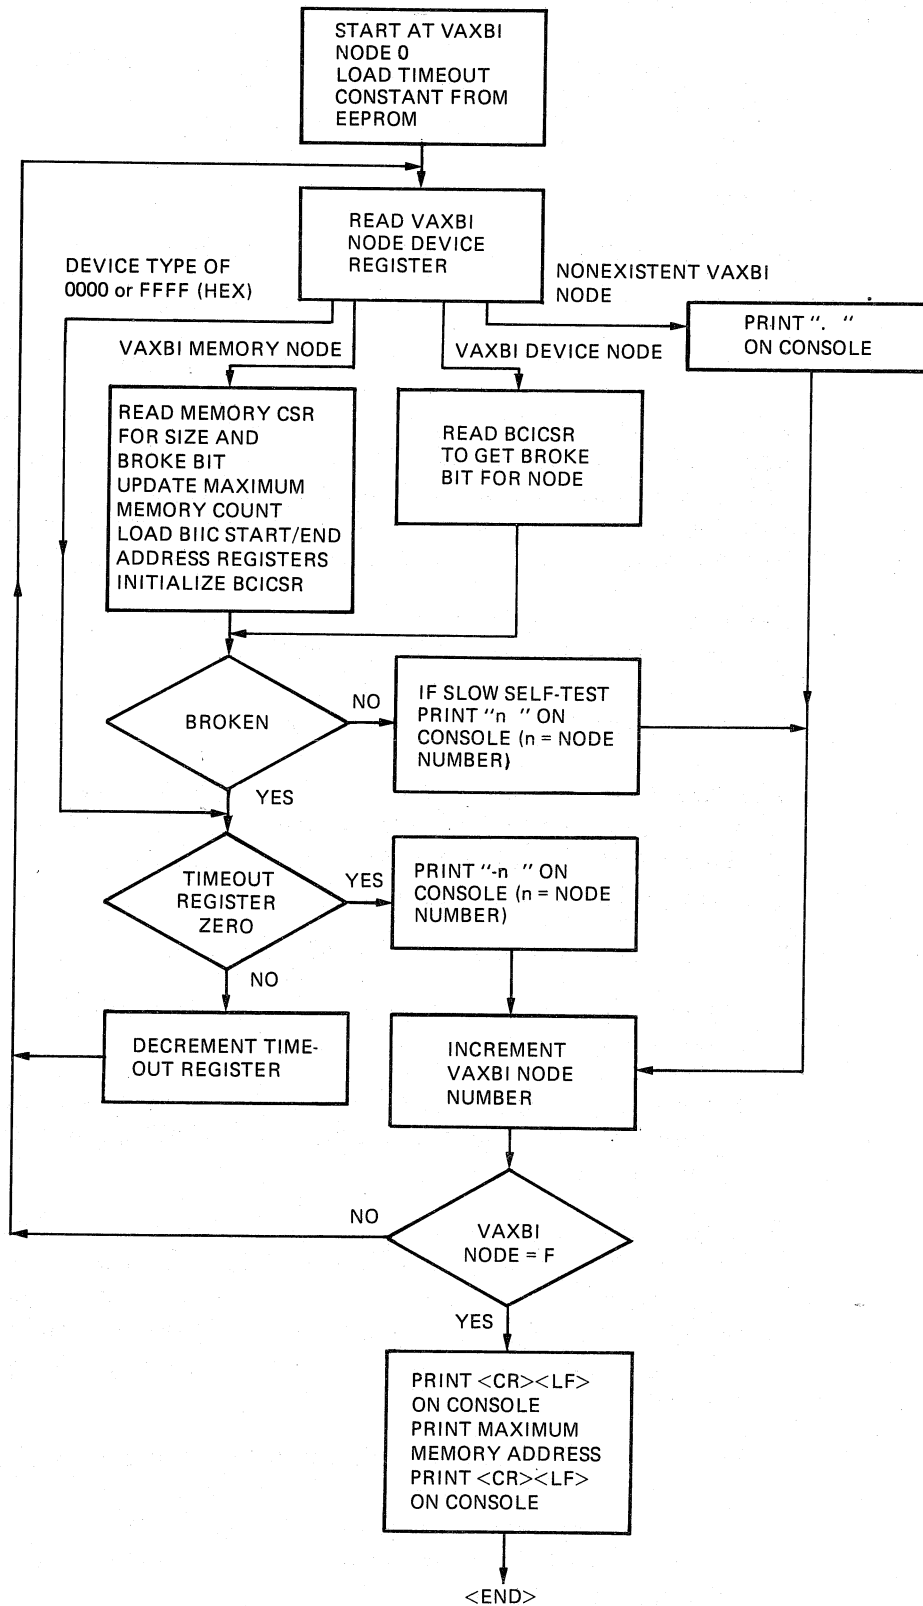 START AT VAXBI
NODE 0
LOAD TIMEOUT
CONSTANT FROM
EEPROM
READ VAXBI
NODE DEVICE
REGISTER
DEVICE TYPE OF
0000 or FFFF (HEX)
NONEXISTENT VAXBI
NODE
PRINT ". "
ON CONSOLE
VAXBI MEMORY NODE
VAXBI DEVICE NODE
READ MEMORY CSR
FOR SIZE AND
BROKE BIT
UPDATE MAXIMUM
MEMORY COUNT
LOAD BIIC START/END
ADDRESS REGISTERS
INITIALIZE BCICSR
READ BCICSR
TO GET BROKE
BIT FOR NODE
BROKEN
NO
IF SLOW SELF-TEST
PRINT "n " ON
CONSOLE (n = NODE
NUMBER)
YES
TIMEOUT
REGISTER
ZERO
YES
PRINT "-n " ON
CONSOLE (n = NODE
NUMBER)
NO
DECREMENT TIME-
OUT REGISTER
INCREMENT
VAXBI NODE
NUMBER
NO
VAXBI
NODE = F
YES
PRINT <CR><LF>
ON CONSOLE
PRINT MAXIMUM
MEMORY ADDRESS
PRINT <CR><LF>
ON CONSOLE
<END>